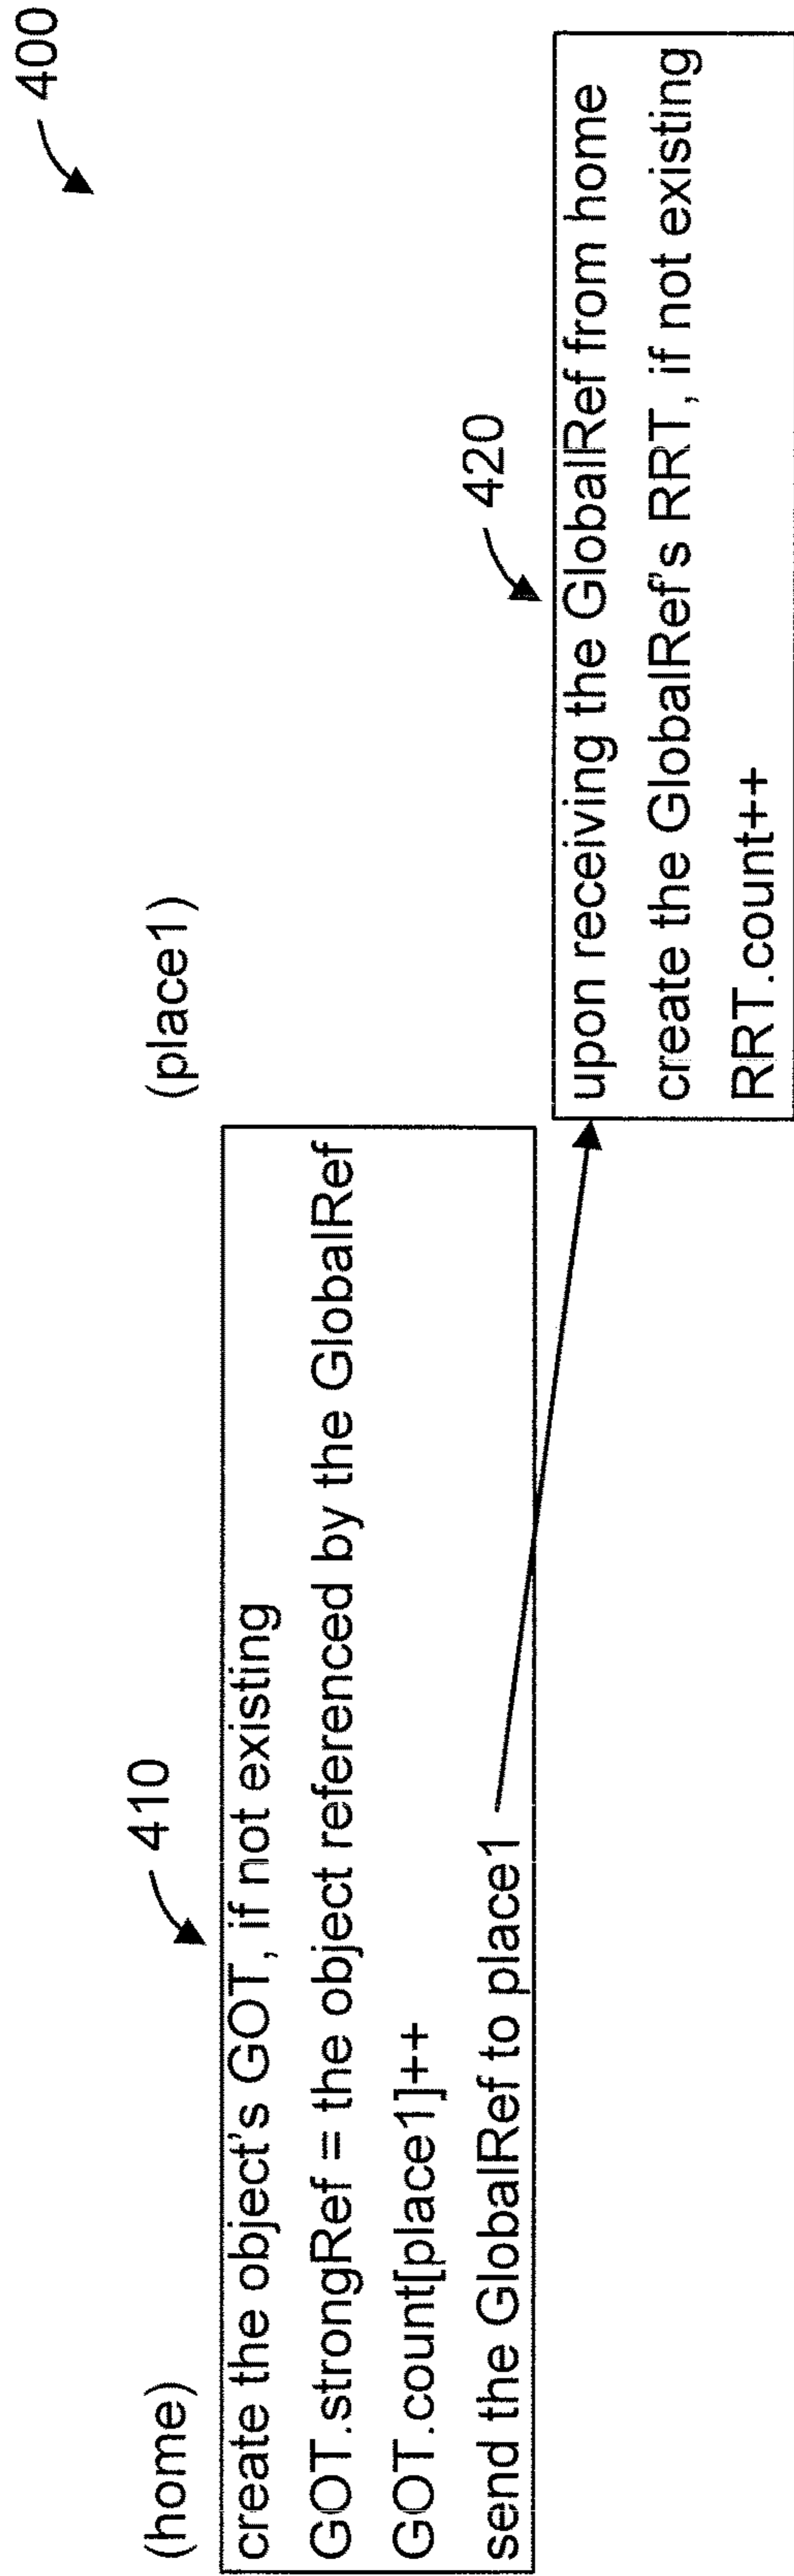 400
(home)
(place1)
410
create the object's GOT, if not existing
GOT.strongRef = the object referenced by the GlobalRef
GOT.count[place1]++
send the GlobalRef to place1
420
upon receiving the GlobalRef from home
create the GlobalRef's RRT, if not existing
RRT.count++